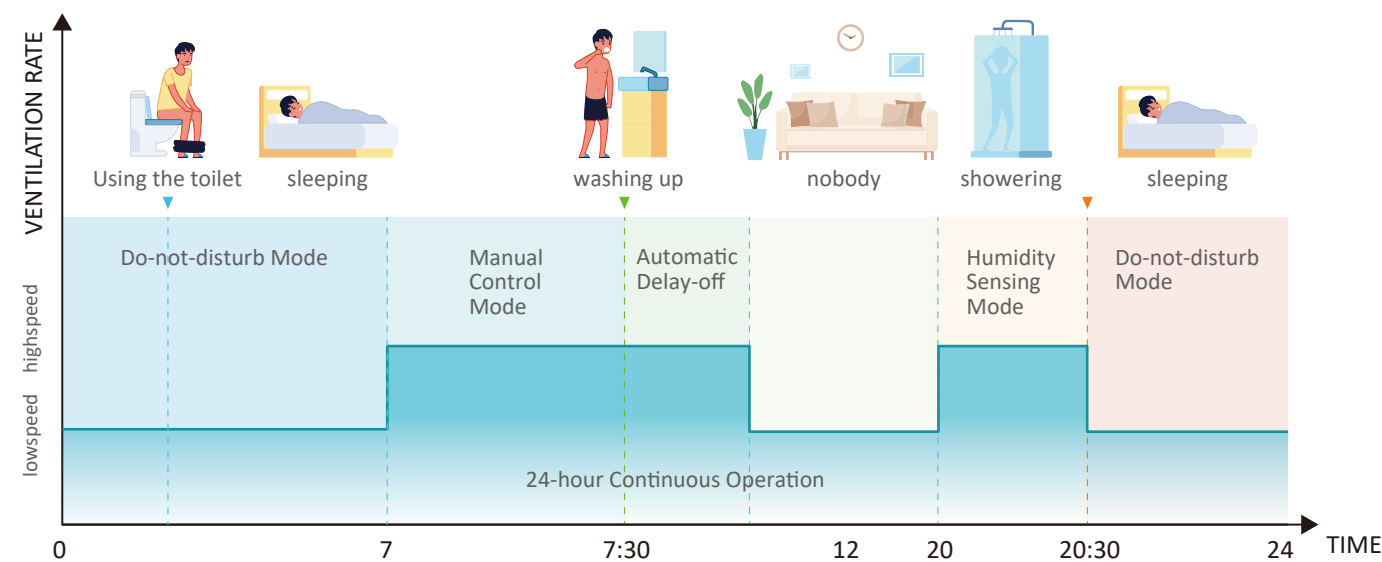 VENTILATION RATE
highspeed
lowspeed
Using the toilet
sleeping
washing up
nobody
showering
sleeping
Do-not-disturb Mode
Manual
Control
Mode
Automatic
Delay-off
Humidity
Sensing
Mode
Do-not-disturb
Mode
24-hour Continuous Operation
0
7
7:30
12
20
20:30
24
TIME